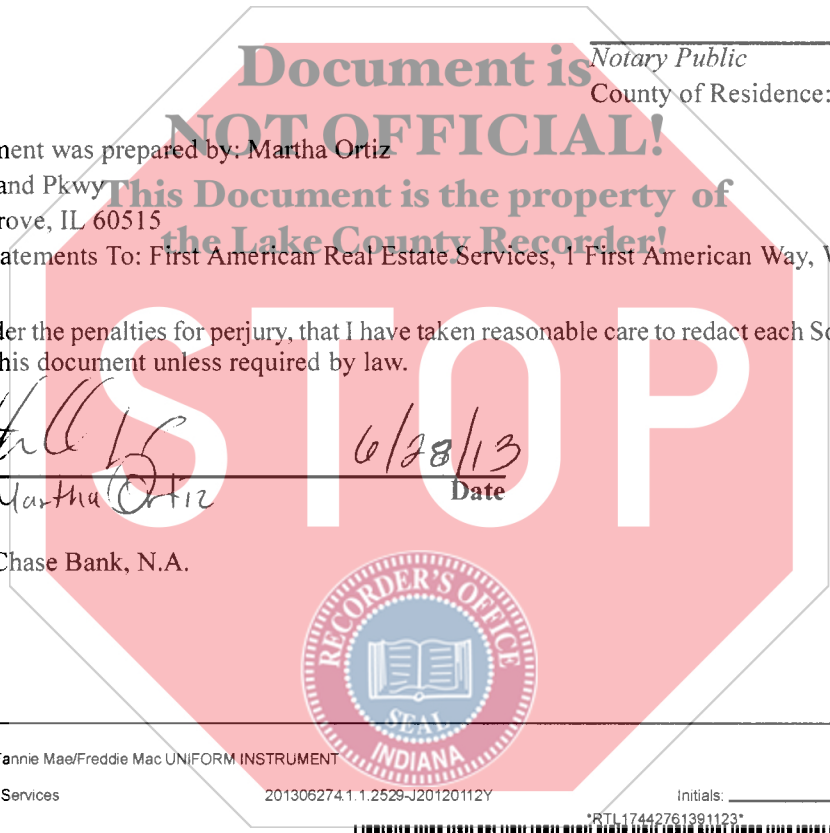 Document is
Notary Public
County of Residence:
NOT OFFICIAL!
ment was prepared by: Martha Ortiz
and Pkwy
This Document is the property of
rove, IL 60515
the Lake County Recorder!
atements To: First American Real Estate Services, 1 First American Way,
der the penalties for perjury, that I have taken reasonable care to redact each So
his document unless required by law.
STOP
6/28/13
Date
Martha Ortiz
Chase Bank, N.A.
RECORDER'S OFFICE
SEAL
INDIANA
annie Mae/Freddie Mac UNIFORM INSTRUMENT
Services 201306274.1.1.2529-J20120112Y Initials:
*RTL17442761391123*